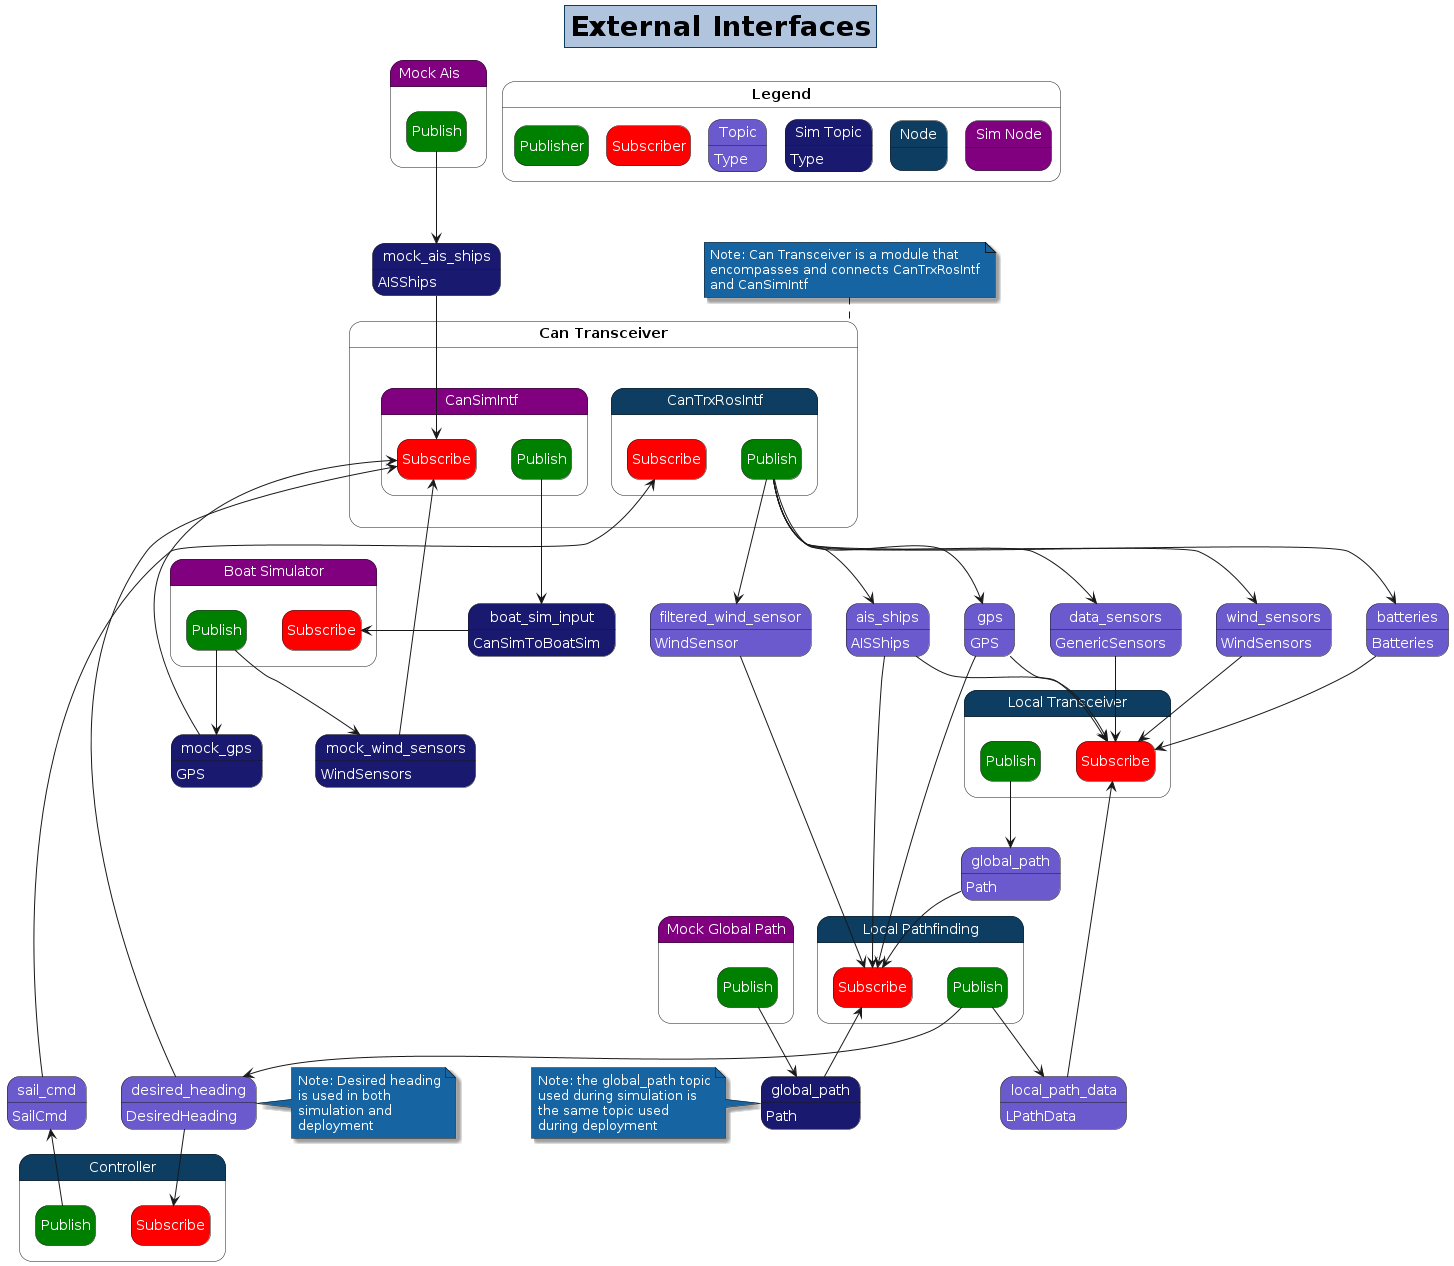 External Interfaces
Mock Ais
Publish
Legend
Publisher
Subscriber
Topic
Type
Sim Topic
Type
Node
Sim Node
mock_ais_ships
AISShips
Note: Can Transceiver is a module that
encompasses and connects CanTrxRosIntf
and CanSimIntf
Can Transceiver
CanSimIntf
Subscribe
Publish
CanTrxRosIntf
Subscribe
Publish
Boat Simulator
Publish
Subscribe
boat_sim_input
CanSimToBoatSim
filtered_wind_sensor
WindSensor
ais_ships
AISShips
gps
GPS
data_sensors
GenericSensors
wind_sensors
WindSensors
batteries
Batteries
mock_gps
GPS
mock_wind_sensors
WindSensors
Local Transceiver
Publish
Subscribe
global_path
Path
Mock Global Path
Publish
Local Pathfinding
Subscribe
Publish
sail_cmd
SailCmd
desired_heading
DesiredHeading
Note: Desired heading
is used in both
simulation and
deployment
Note: the global_path topic
used during simulation is
the same topic used
during deployment
global_path
Path
local_path_data
LPathData
Controller
Publish
Subscribe